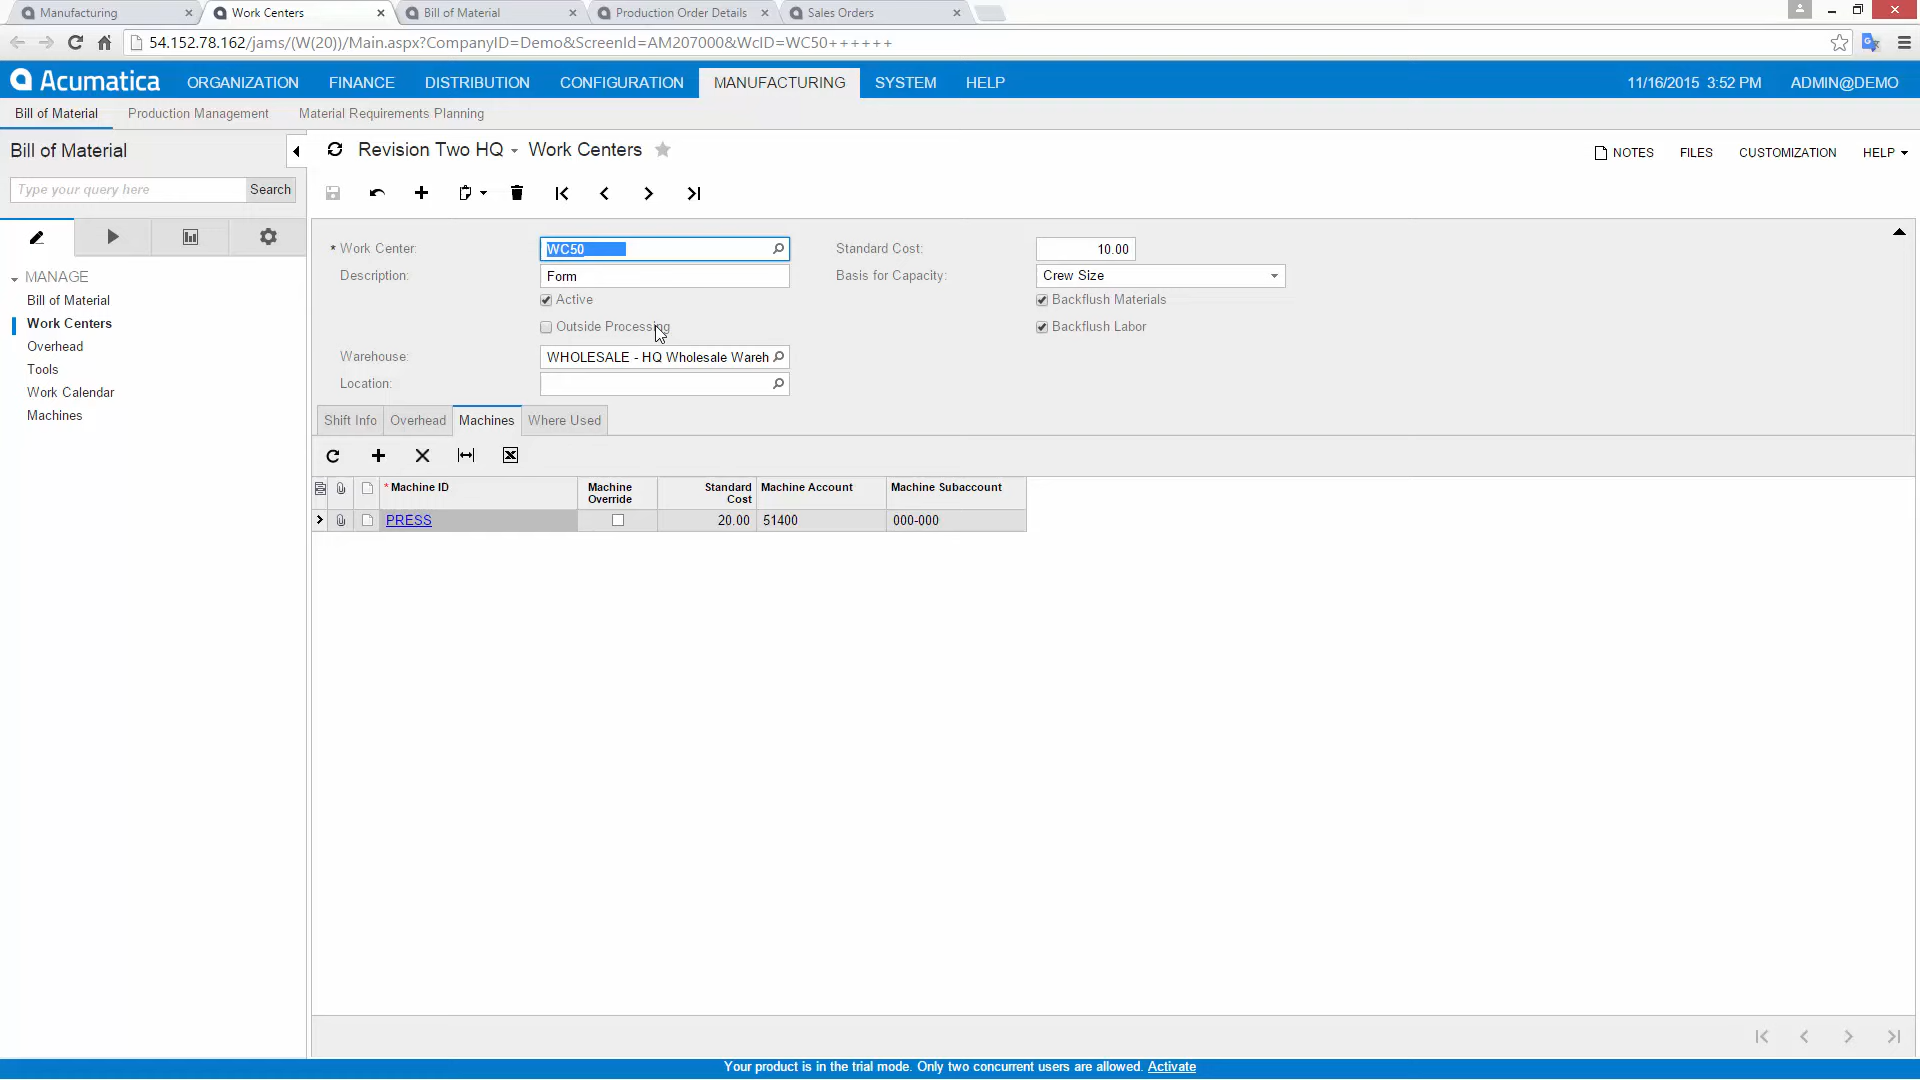 Manufacturing
Work Centers
Bill of Material
Production Order Details
Sales Orders
54.152.78.162/jams/(W(20))/Main.aspx?CompanyID=Demo&ScreenId=AM207000&WcID=WC50++++++
Acumatica
ORGANIZATION
FINANCE
DISTRIBUTION
CONFIGURATION
MANUFACTURING
SYSTEM
HELP
11/16/2015 3:52 PM
ADMIN@DEMO
Bill of Material
Production Management
Material Requirements Planning
Bill of Material
Revision Two HQ
Work Centers
NOTES
FILES
CUSTOMIZATION
HELP
Type your query here
Search
MANAGE
Bill of Material
Work Centers
Overhead
Tools
Work Calendar
Machines
* Work Center:
WC50
Standard Cost:
10.00
Description:
Form
Basis for Capacity:
Crew Size
Active
Backflush Materials
Outside Processing
Backflush Labor
Warehouse:
WHOLESALE - HQ Wholesale Wareh
Location:
Shift Info
Overhead
Machines
Where Used
* Machine ID
Machine Override
Standard Cost
Machine Account
Machine Subaccount
PRESS
20.00
51400
000-000
Your product is in the trial mode. Only two concurrent users are allowed. Activate